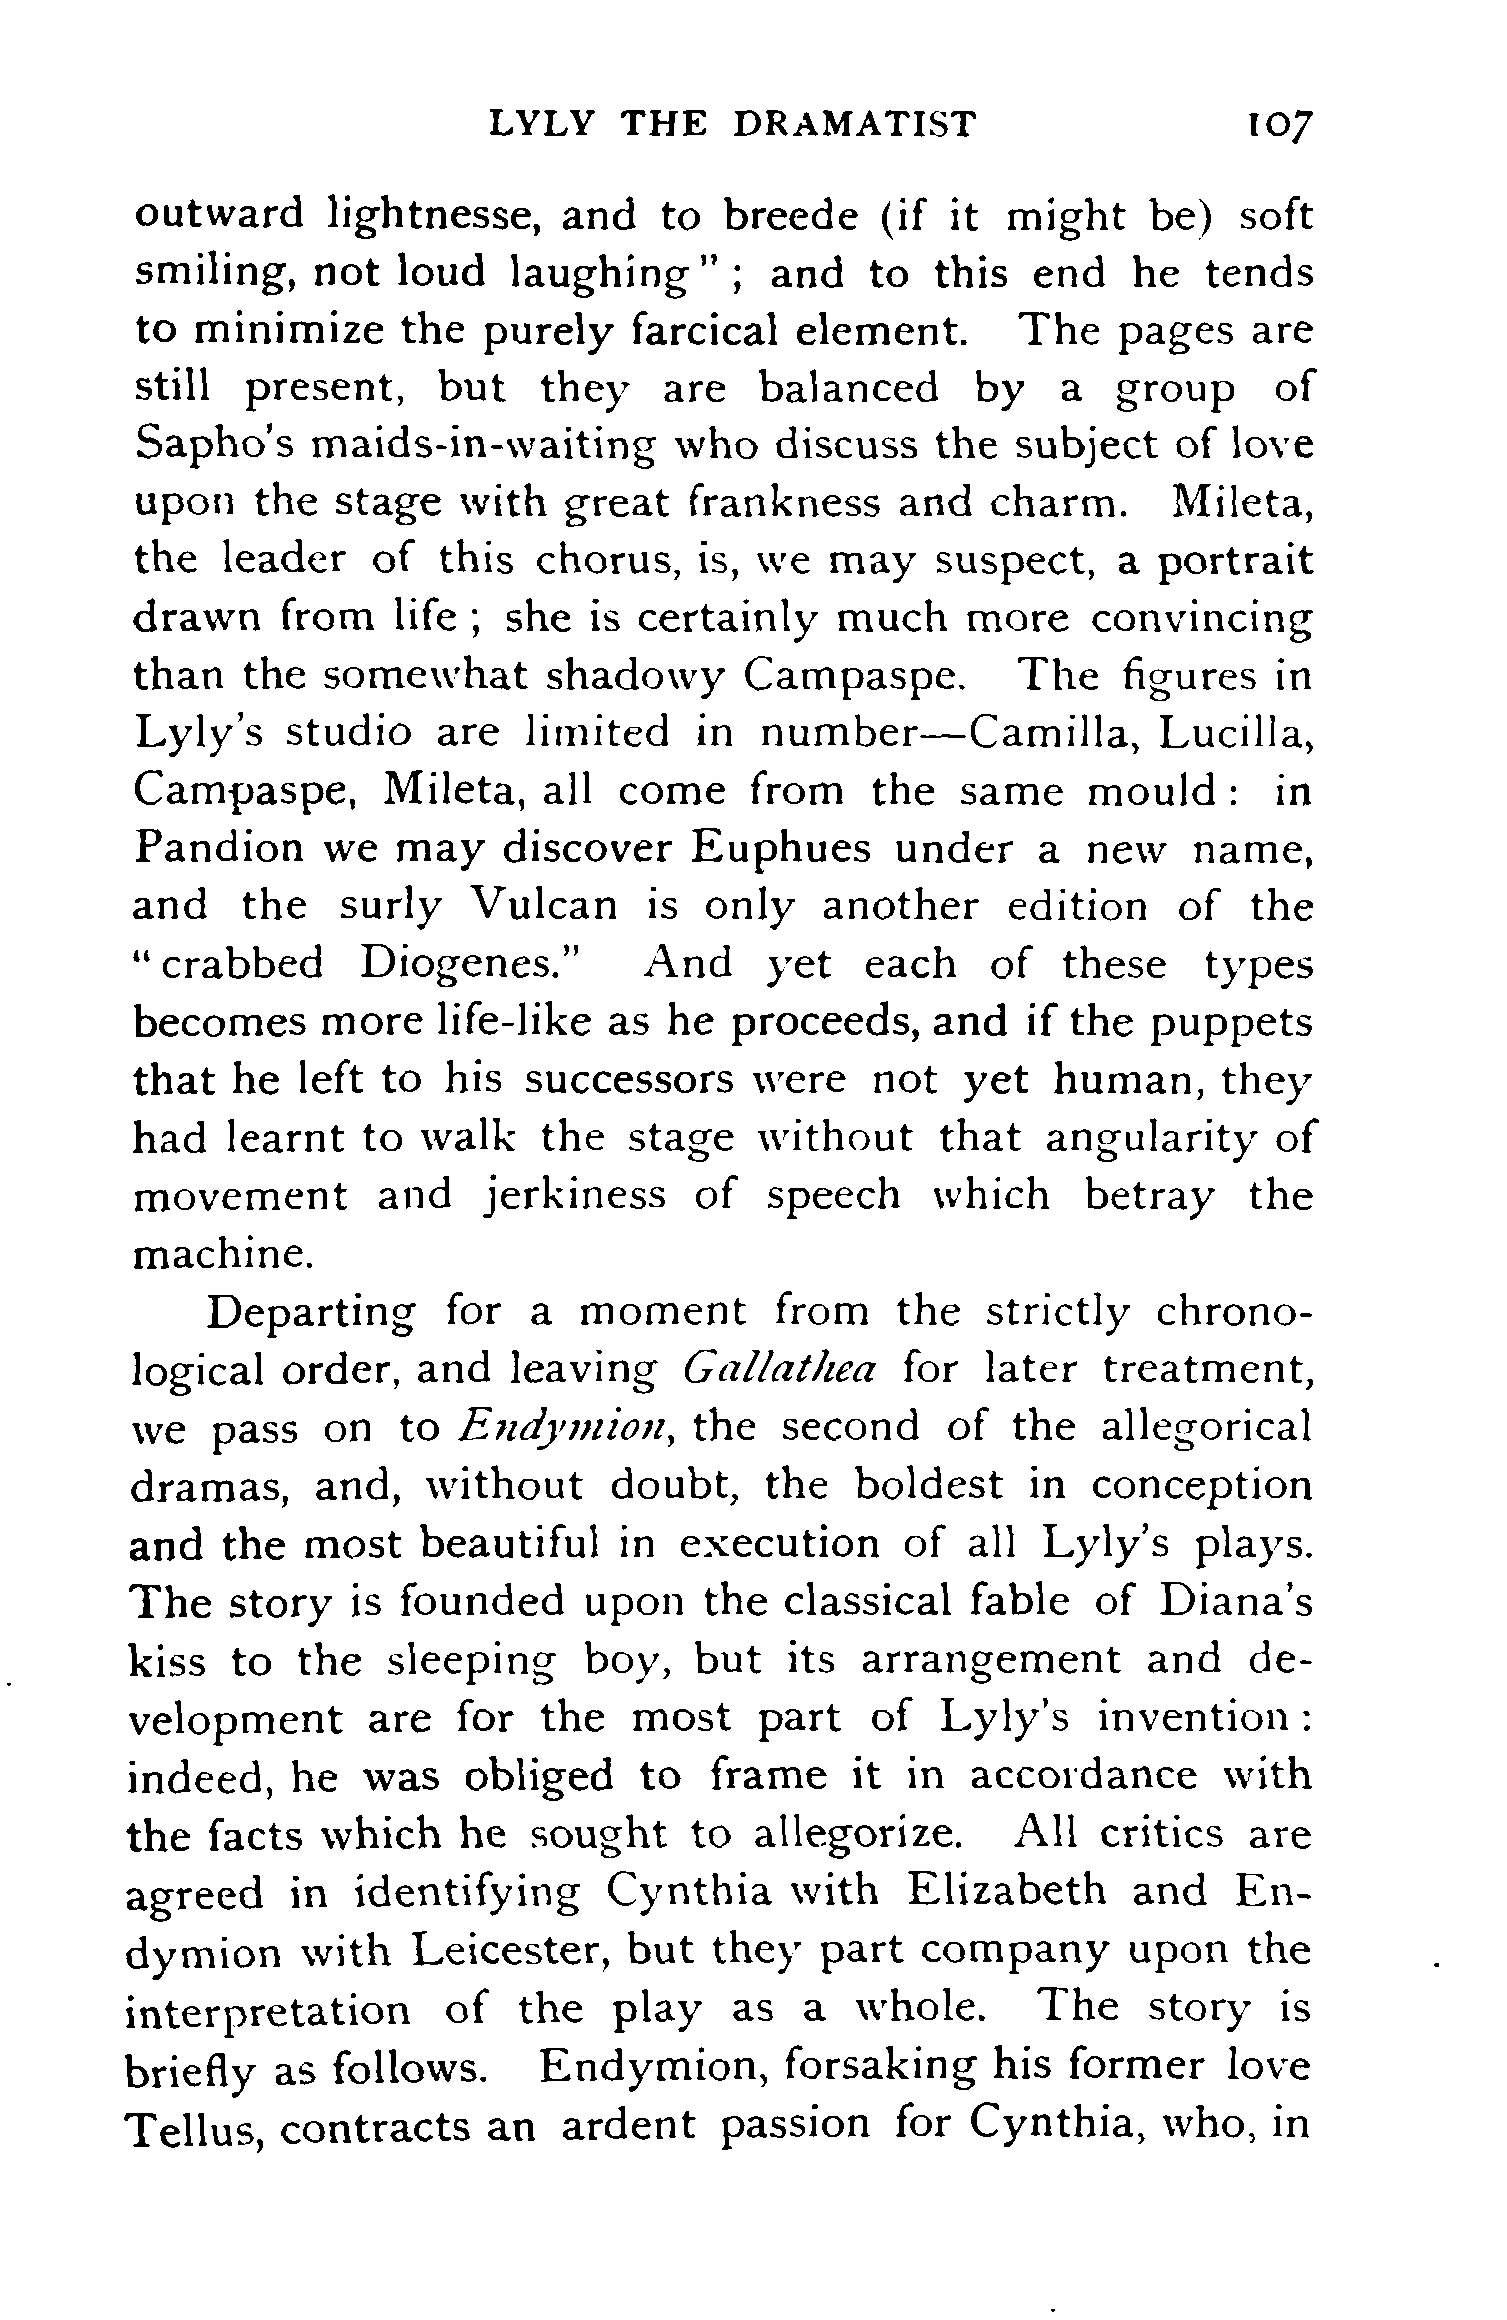 LYLY THE DRAMATIST 107
outward lightnesse, and to breede (if it might be) soft
smiling, not loud laughing" ; and to this end he tends
to minimize the purely farcical element. The pages are
still present, but they are balanced by a group of
Sapho's maids-in-waiting who discuss the subject of love
upon the stage with great frankness and charm. Mileta,
the leader of this chorus, is, we may suspect, a portrait
drawn from life ; she is certainly much more convincing
than the somewhat shadowy Campaspe. The figures in
Lyly's studio are limited in number—Camilla, Lucilla,
Campaspe, Mileta, all come from the same mould : in
Pandion we may discover Euphues under a new name,
and the surly Vulcan is only another edition of the
"crabbed Diogenes." And yet each of these types
becomes more life-like as he proceeds, and if the puppets
that he left to his successors were not yet human, they
had learnt to walk the stage without that angularity of
movement and jerkiness of speech which betray the
machine.
Departing for a moment from the strictly chrono-
logical order, and leaving Gallathea for later treatment,
we pass on to Endymion, the second of the allegorical
dramas, and, without doubt, the boldest in conception
and the most beautiful in execution of all Lyly's plays.
The story is founded upon the classical fable of Diana's
kiss to the sleeping boy, but its arrangement and de-
velopment are for the most part of Lyly's invention :
indeed, he was obliged to frame it in accordance with
the facts which he sought to allegorize. All critics are
agreed in identifying Cynthia with Elizabeth and En-
dymion with Leicester, but they part company upon the
interpretation of the play as a whole. The story is
briefly as follows. Endymion, forsaking his former love
Tellus, contracts an ardent passion for Cynthia, who, in